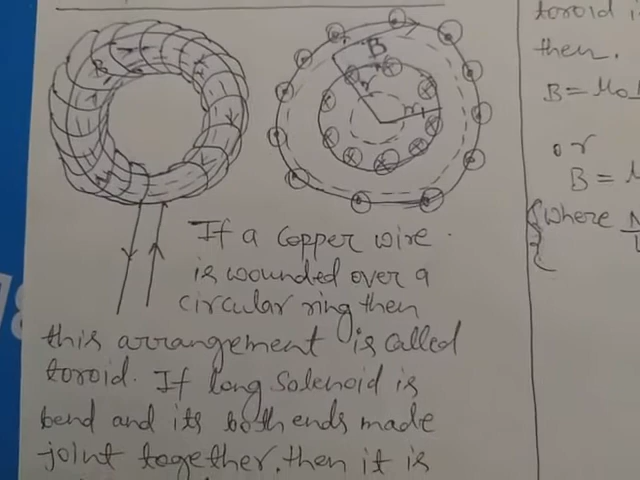 B
B
r
r1
If a copper wire
is wounded over a
circular ring then
this arrangement is called
toroid. If long solenoid is
bend and its both ends made
joint together, then it is
toroid i
then.
B = μ0
or
B = μ
{where N
L